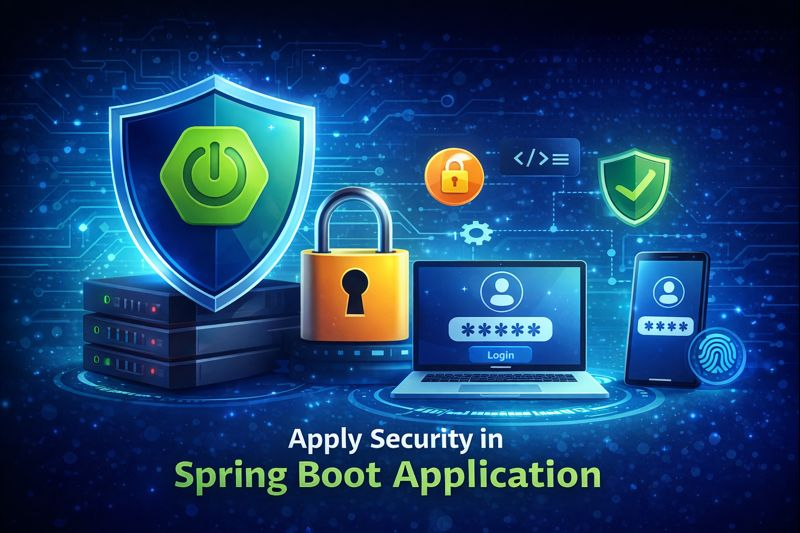 </>
*****
Login
****
Apply Security in
Spring Boot Application